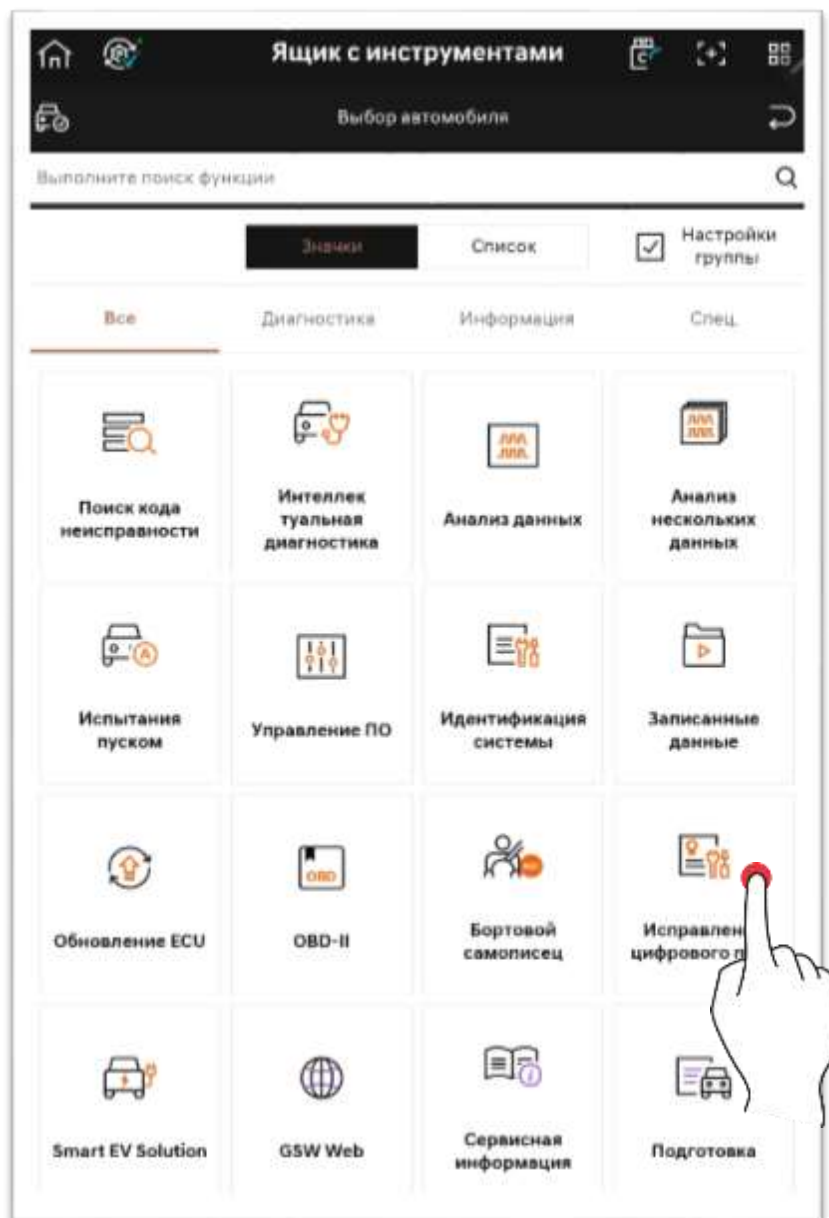 Ящик с инструментами
C
Выбор автомобиля
Выполните поиск функции
Значки
Список
Настройки
группы
Все
Диагностика
Информация
Спец.
Поиск кода
неисправности
Интеллек
туальная
диагностика
Анализ данных
Анализ
нескольких
данных
A
Испытания
пуском
Управление ПО
Идентификация
системы
Записанные
данные
Обновление ECU
OBD
OBD-II
Бортовой
самописец
цифрового
Smart EV Solution
GSW Web
Сервисная
информация
Подготовка